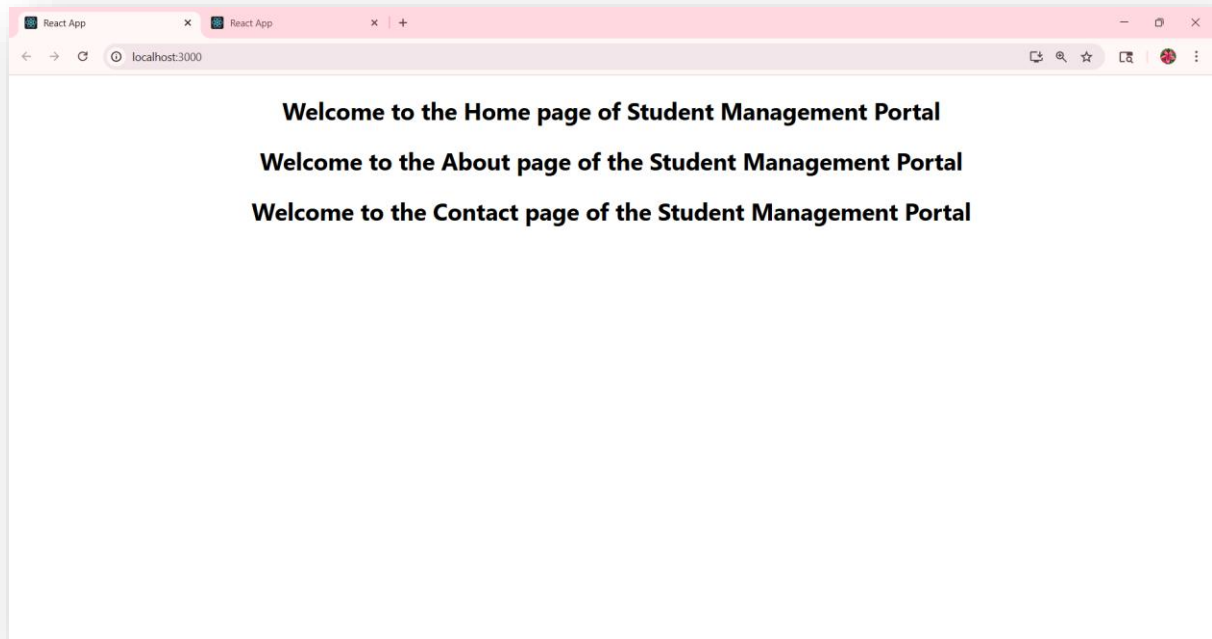 React App
React App
localhost:3000
Welcome to the Home page of Student Management Portal
Welcome to the About page of the Student Management Portal
Welcome to the Contact page of the Student Management Portal